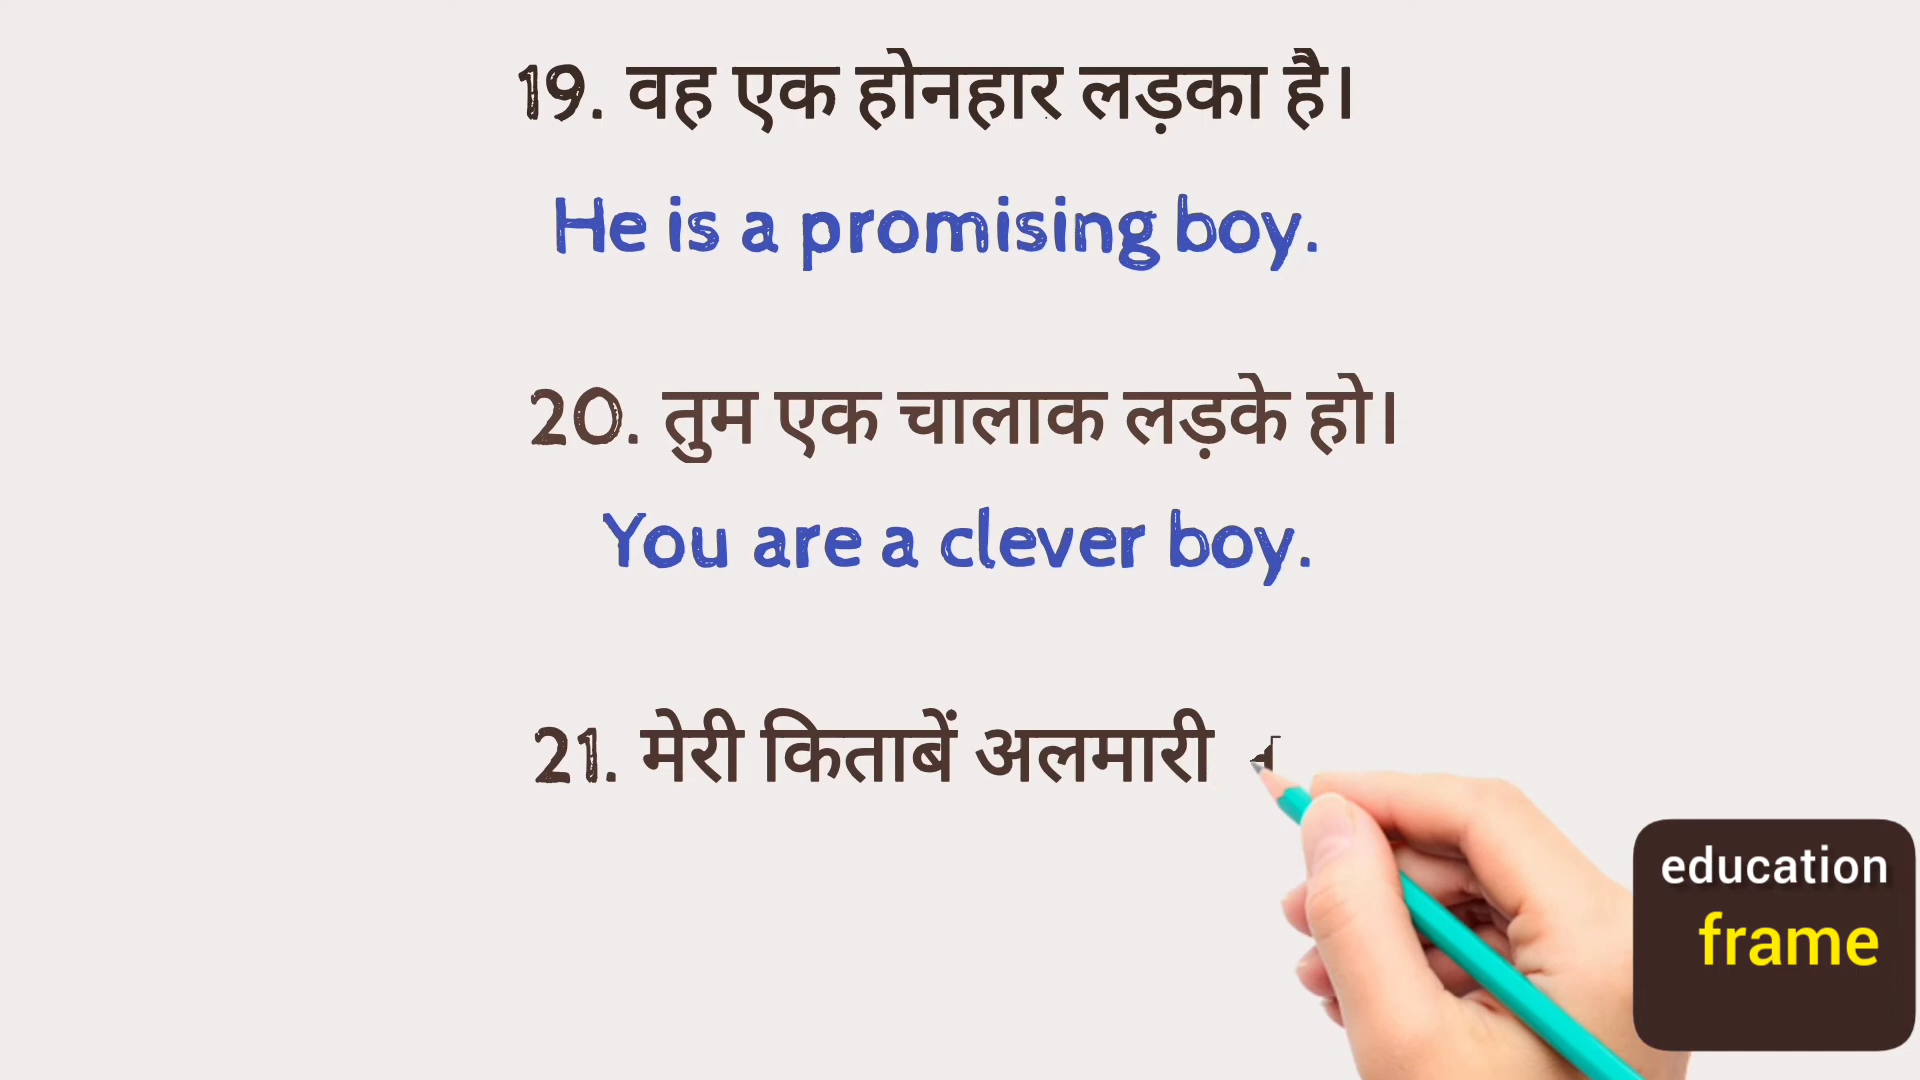 19. वह एक होनहार लड़का है।
He is a promising boy.
20. तुम एक चालाक लड़के हो।
You are a clever boy.
21. मेरी किताबें अलमारी
education
frame